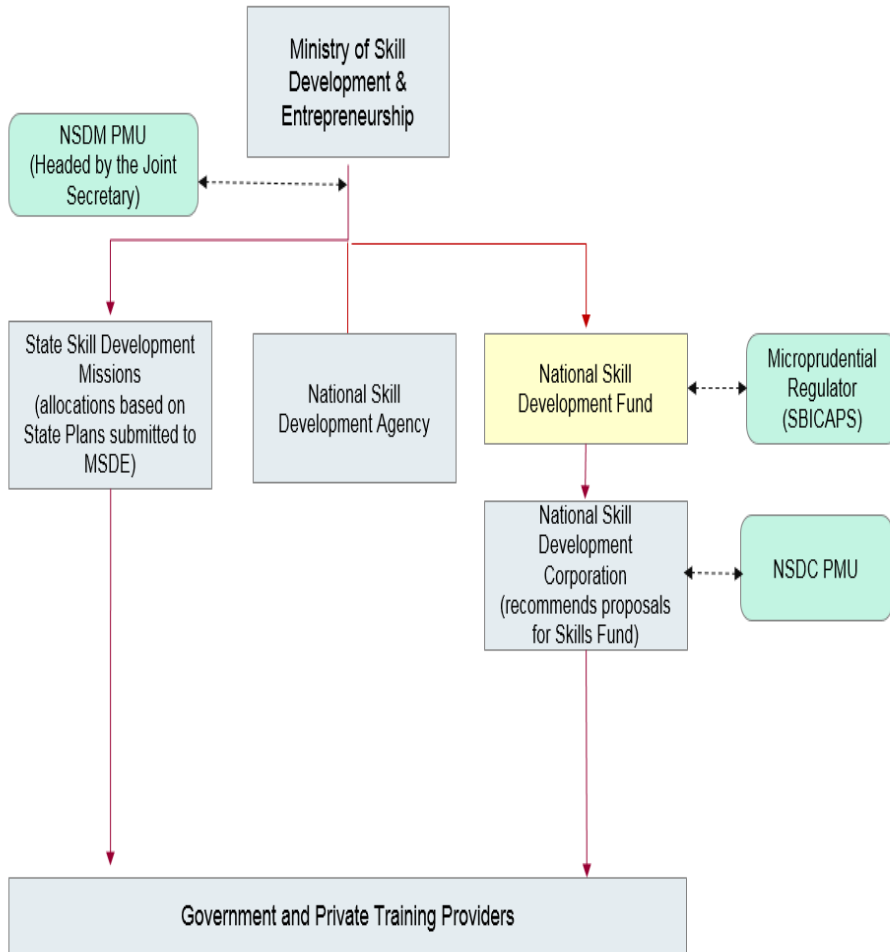 Ministry of Skill
Development &
Entrepreneurship
NSDM PMU
(Headed by the Joint
Secretary)
State Skill Development
Missions
(allocations based on
State Plans submitted to
MSDE)
National Skill
Development Agency
National Skill
Development Fund
Microprudential
Regulator
(SBICAPS)
National Skill
Development
Corporation
(recommends proposals
for Skills Fund)
NSDC PMU
Government and Private Training Providers